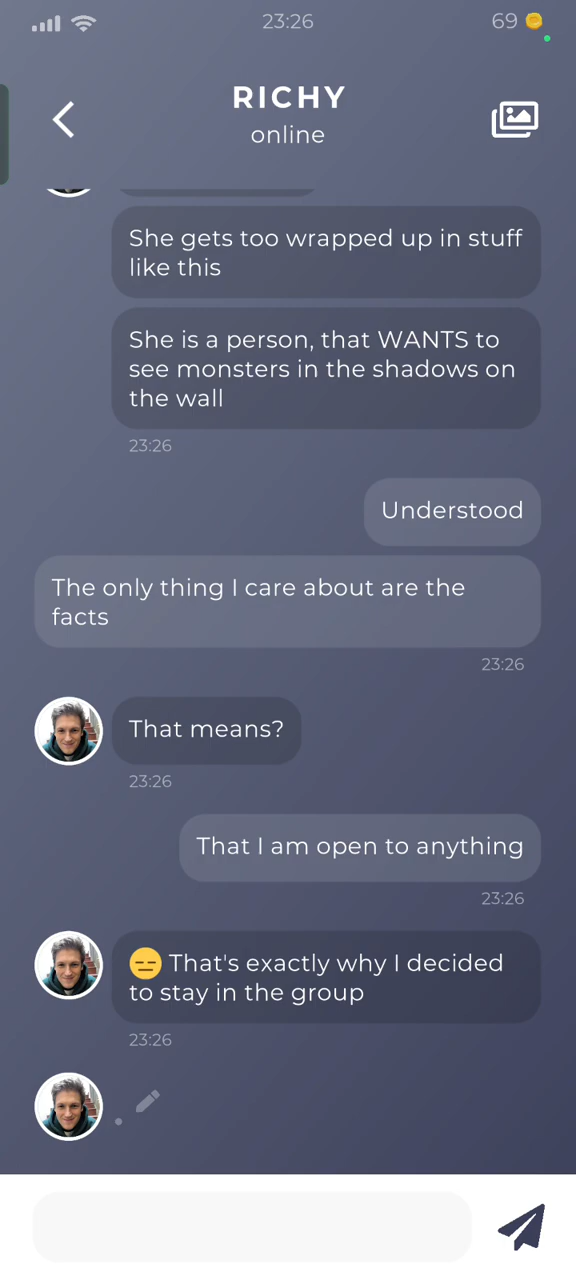 23:26
69
RICHY
online
She gets too wrapped up in stuff
like this
She is a person, that WANTS to
see monsters in the shadows on
the wall
23:26
Understood
The only thing I care about are the
facts
23:26
That means?
23:26
That I am open to anything
23:26
😑 That's exactly why I decided
to stay in the group
23:26